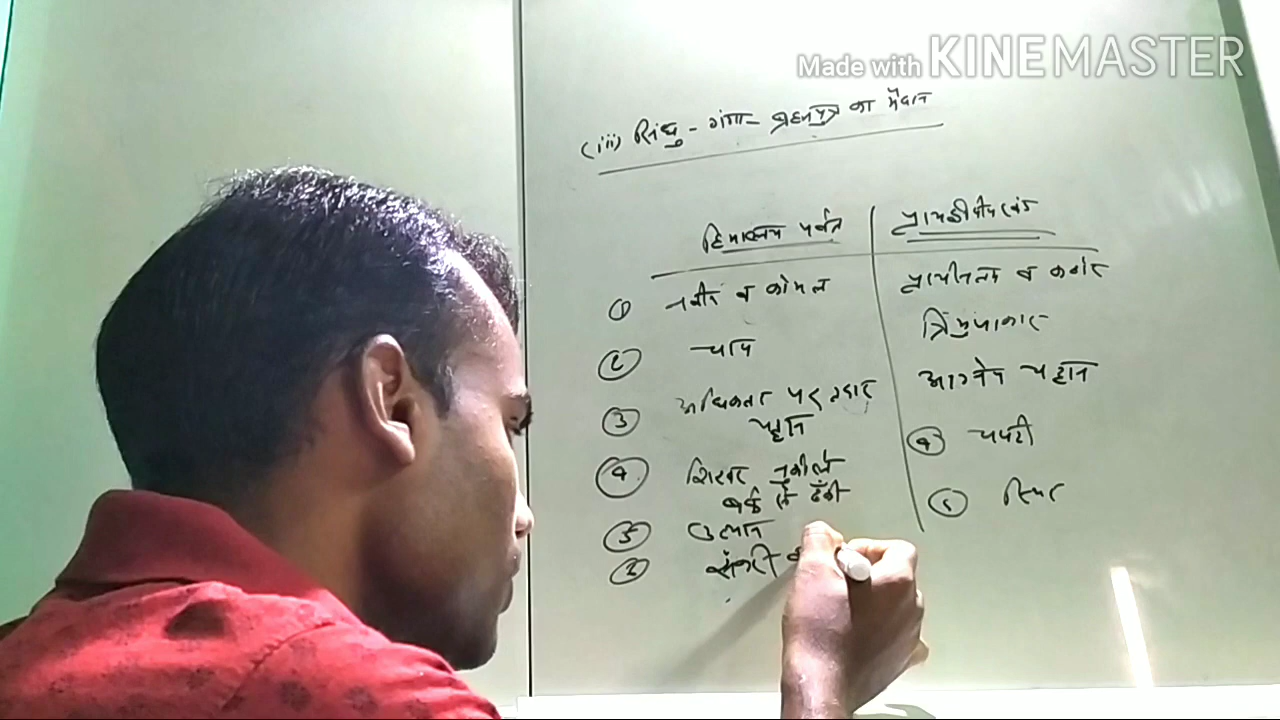 Made with KINEMASTER
(iii) सिंधु - गंगा - ब्रह्मपुत्र का मैदान
हिमालय पर्वत
प्रायद्वीपीय खंड
① नवीन व कोमल
प्राचीनतम व कठोर
② चाप
त्रिभुजाकार
③ अधिकतर परतदार
चट्टान
आग्नेय चट्टान
④ शिखर नुकीले
बर्फ से ढँकी
④ चपटी
⑤ उत्थान
⑤ स्थिर
⑥ संकरी